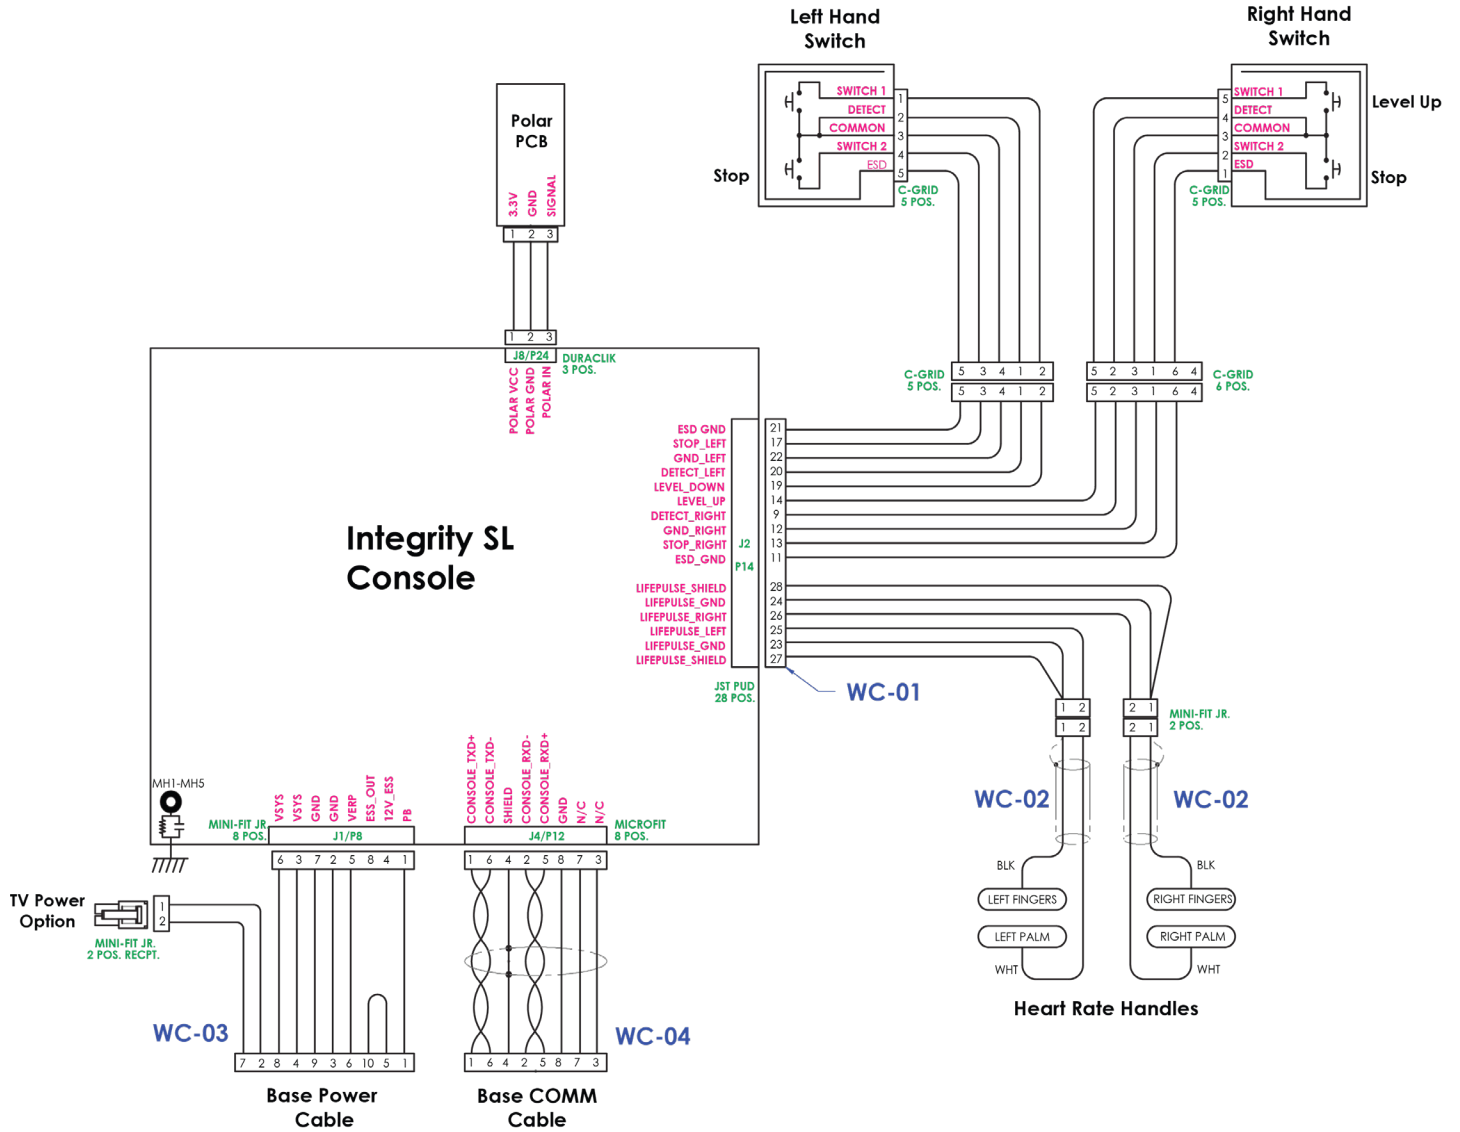 Left Hand
Switch
Right Hand
Switch
SWITCH 1
DETECT
COMMON
SWITCH 2
ESD
1
2
3
4
5
Stop
C-GRID
5 POS.
SWITCH 1
DETECT
COMMON
SWITCH 2
ESD
5
4
3
2
1
Level Up
Stop
C-GRID
5 POS.
Polar
PCB
3.3V
GND
SIGNAL
1 2 3
1 2 3
J8/P24
DURACLIK
3 POS.
POLAR VCC
POLAR GND
POLAR IN
C-GRID
5 POS.
5 3 4 1 2
5 3 4 1 2
5 2 3 1 6 4
5 2 3 1 6 4
C-GRID
6 POS.
Integrity SL
Console
ESD GND 21
STOP_LEFT 17
GND_LEFT 22
DETECT_LEFT 20
LEVEL_DOWN 19
LEVEL_UP 14
DETECT_RIGHT 9
GND_RIGHT 12
STOP_RIGHT 13
ESD_GND 11
LIFEPULSE_SHIELD 28
LIFEPULSE_GND 24
LIFEPULSE_RIGHT 26
LIFEPULSE_LEFT 25
LIFEPULSE_GND 23
LIFEPULSE_SHIELD 27
J2
P14
JST PUD
28 POS.
WC-01
1 2
1 2
2 1
2 1
MINI-FIT JR.
2 POS.
WC-02
WC-02
BLK
BLK
LEFT FINGERS
RIGHT FINGERS
LEFT PALM
RIGHT PALM
WHT
WHT
Heart Rate Handles
MH1-MH5
MINI-FIT JR
8 POS.
VSYS
VSYS
GND
GND
VERP
ESS_OUT
12V_ESS
PB
J1/P8
6 3 7 2 5 8 4 1
CONSOLE_TXD+
CONSOLE_TXD-
SHIELD
CONSOLE_RXD-
CONSOLE_RXD+
GND
N/C
N/C
J4/P12
MICROFIT
8 POS.
1 6 4 2 5 8 7 3
TV Power
Option
1
2
MINI-FIT JR.
2 POS. RECPT.
WC-03
7 2 8 4 9 3 6 10 5 1
Base Power
Cable
WC-04
1 6 4 2 5 8 7 3
Base COMM
Cable